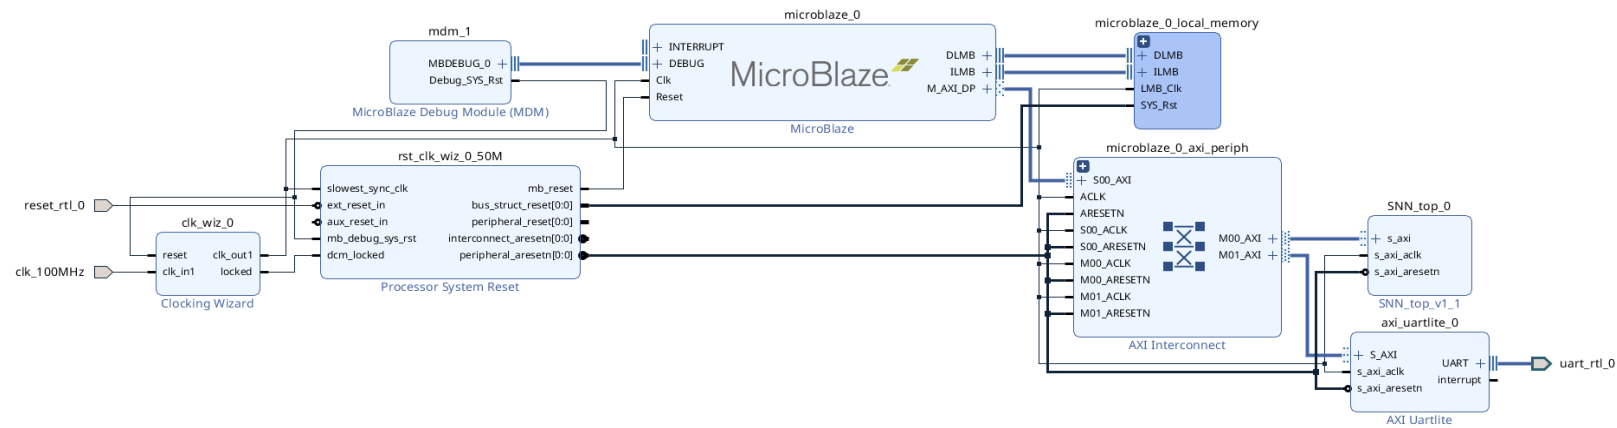 mdm_1
MBDEBUG_0
Debug_SYS_Rst
MicroBlaze Debug Module (MDM)
microblaze_0
INTERRUPT
DEBUG
Clk
Reset
MicroBlaze
DLMB
ILMB
M_AXI_DP
MicroBlaze
microblaze_0_local_memory
DLMB
ILMB
LMB_Clk
SYS_Rst
reset_rtl_0
clk_100MHz
clk_wiz_0
reset
clk_in1
clk_out1
locked
Clocking Wizard
rst_clk_wiz_0_50M
slowest_sync_clk
ext_reset_in
aux_reset_in
mb_debug_sys_rst
dcm_locked
mb_reset
bus_struct_reset[0:0]
peripheral_reset[0:0]
interconnect_aresetn[0:0]
peripheral_aresetn[0:0]
Processor System Reset
microblaze_0_axi_periph
S00_AXI
ACLK
ARESETN
S00_ACLK
S00_ARESETN
M00_ACLK
M00_ARESETN
M01_ACLK
M01_ARESETN
M00_AXI
M01_AXI
AXI Interconnect
SNN_top_0
s_axi
s_axi_aclk
s_axi_aresetn
SNN_top_v1_1
axi_uartlite_0
S_AXI
s_axi_aclk
s_axi_aresetn
UART
interrupt
AXI Uartlite
uart_rtl_0